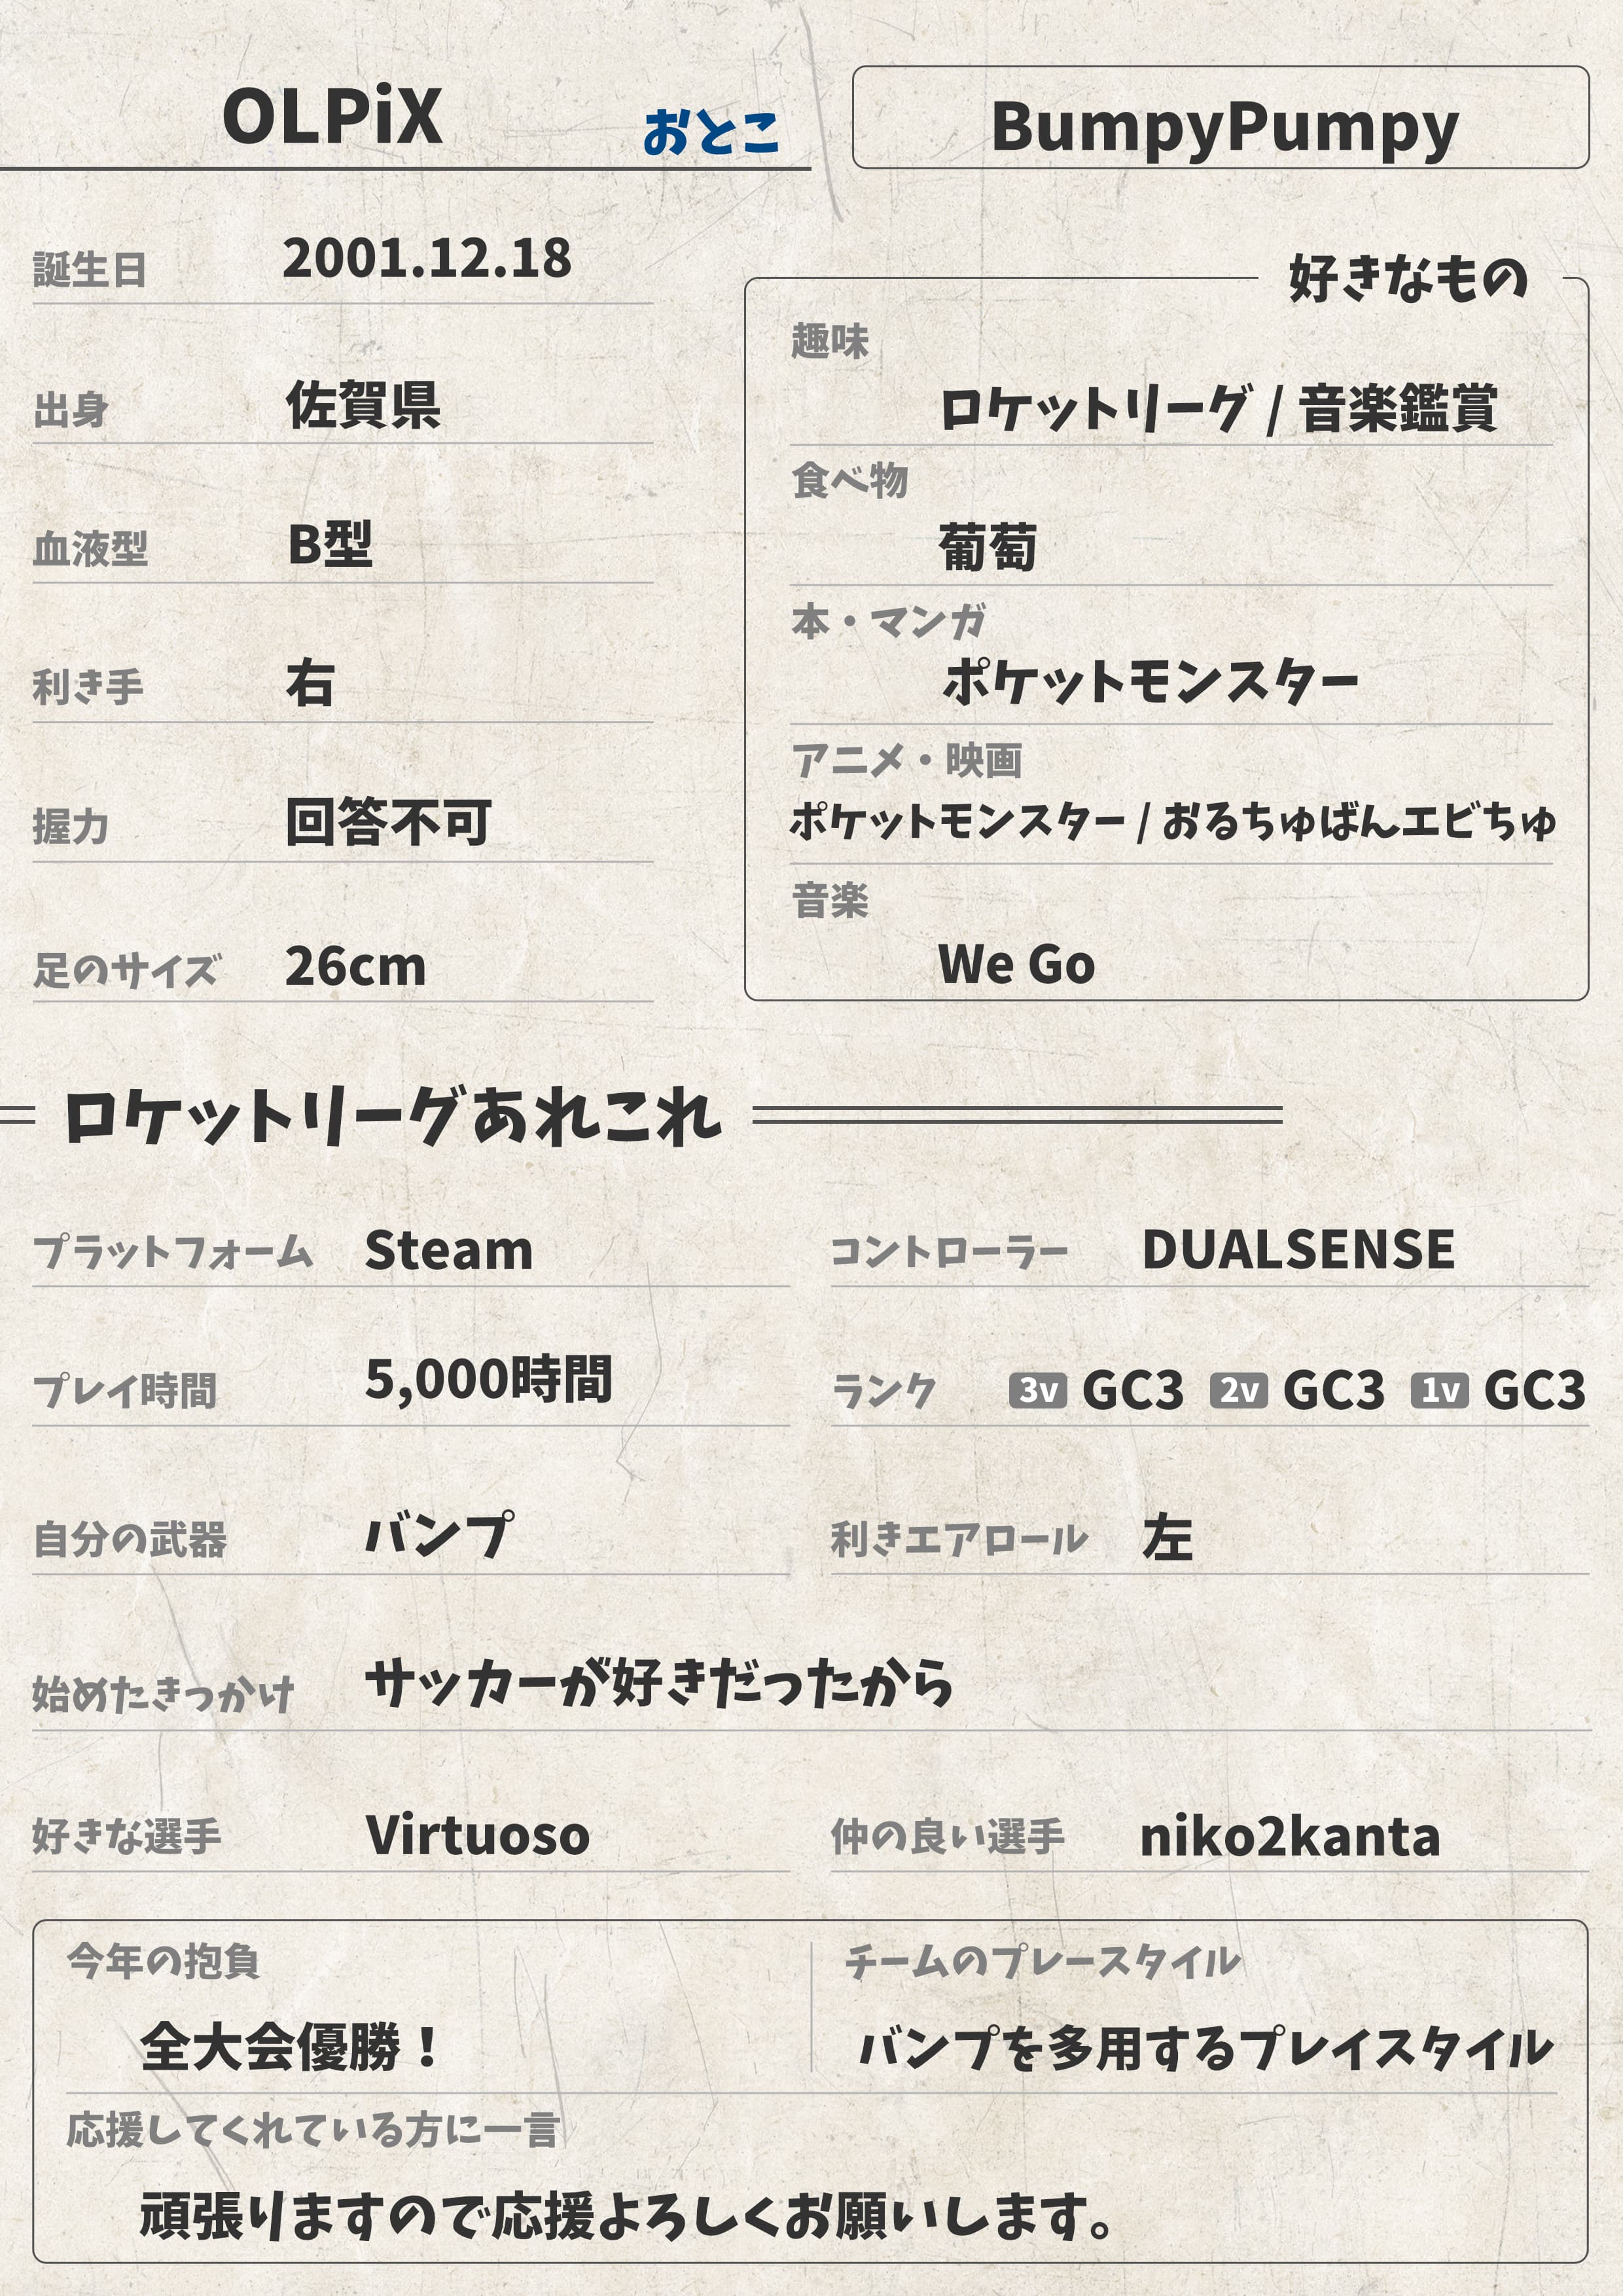 OLPiX おとこ
BumpyPumpy
誕生日 2001.12.18
出身 佐賀県
血液型 B型
利き手 右
握力 回答不可
足のサイズ 26cm
好きなもの
趣味
ロケットリーグ / 音楽鑑賞
食べ物
葡萄
本・マンガ
ポケットモンスター
アニメ・映画
ポケットモンスター / おるちゅばんエビちゅ
音楽
We Go
ロケットリーグあれこれ
プラットフォーム Steam
コントローラー DUALSENSE
プレイ時間 5,000時間
ランク 3v GC3 2v GC3 1v GC3
自分の武器 バンプ
利きエアロール 左
始めたきっかけ サッカーが好きだったから
好きな選手 Virtuoso
仲の良い選手 niko2kanta
今年の抱負
全大会優勝！
チームのプレースタイル
バンプを多用するプレイスタイル
応援してくれている方に一言
頑張りますので応援よろしくお願いします。